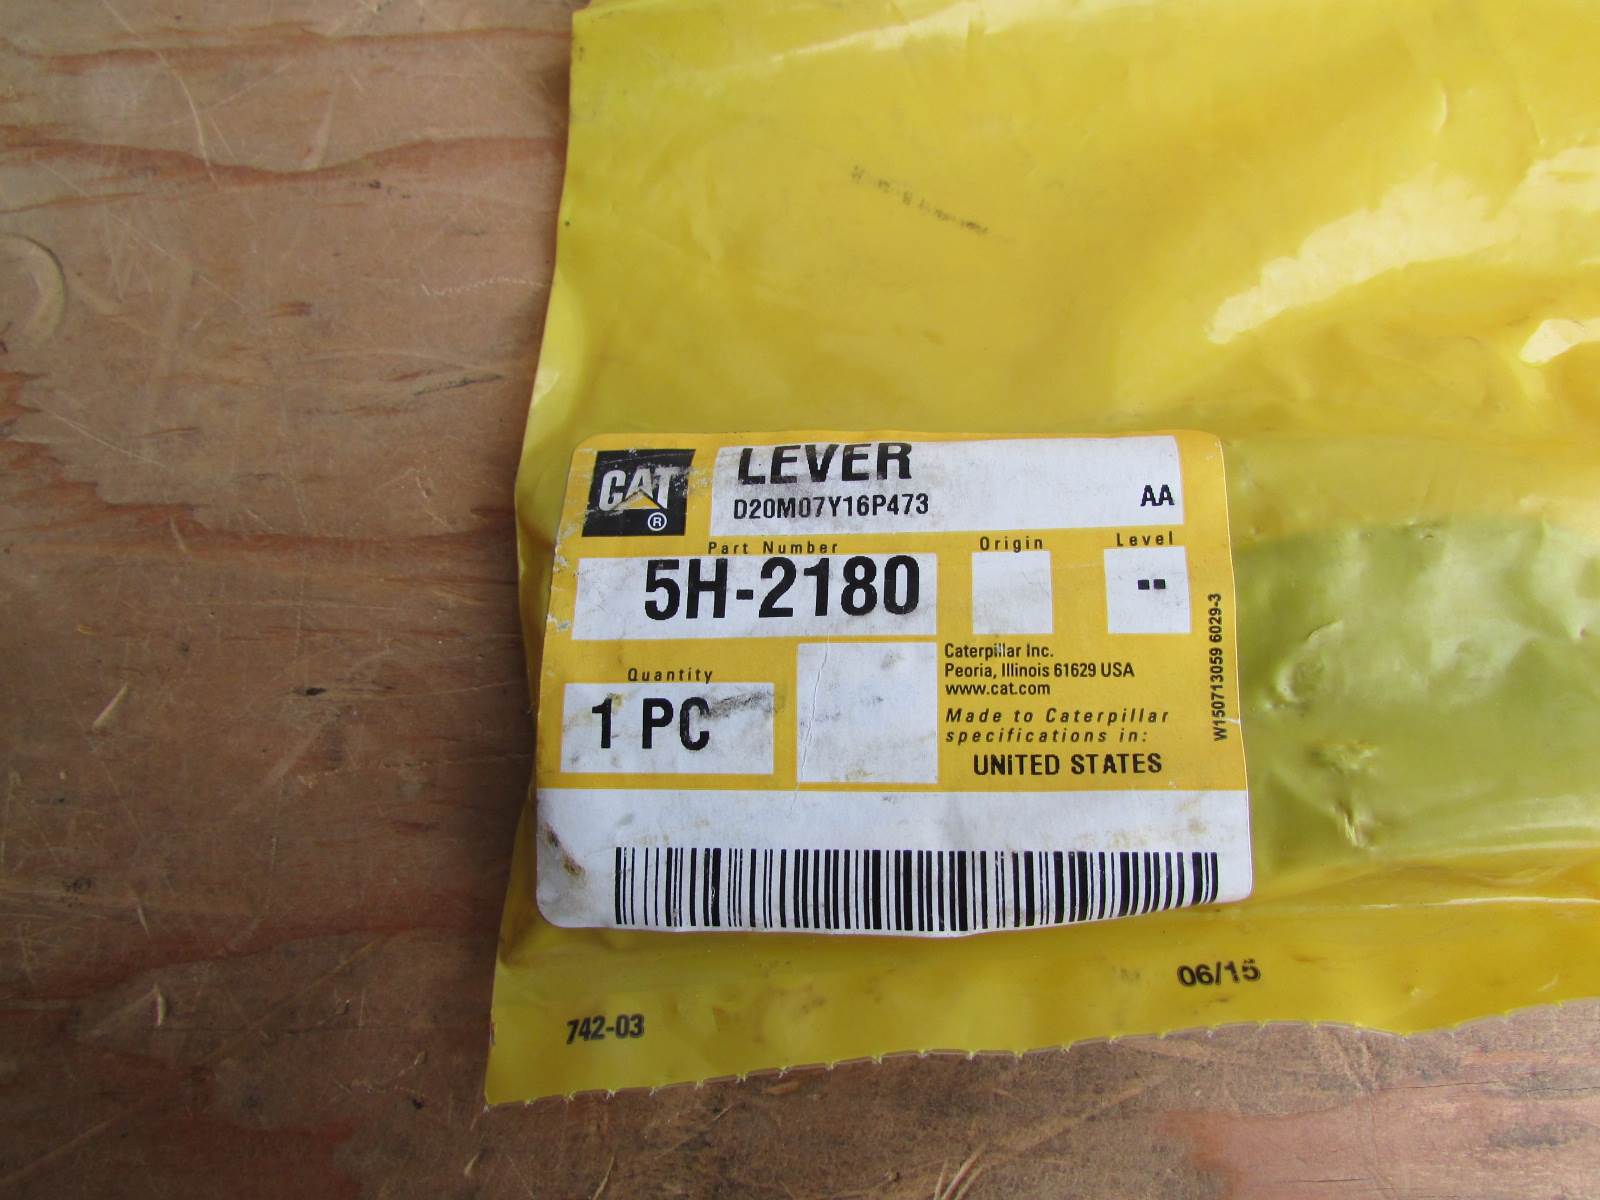 CAT
®
LEVER
D20M07Y16P473
AA
Part Number
Origin
Level
5H-2180
--
Quantity
1 PC
Caterpillar Inc.
Peoria, Illinois 61629 USA
www.cat.com
Made to Caterpillar
specifications in:
UNITED STATES
W150713059 6029-3
06/15
742-03